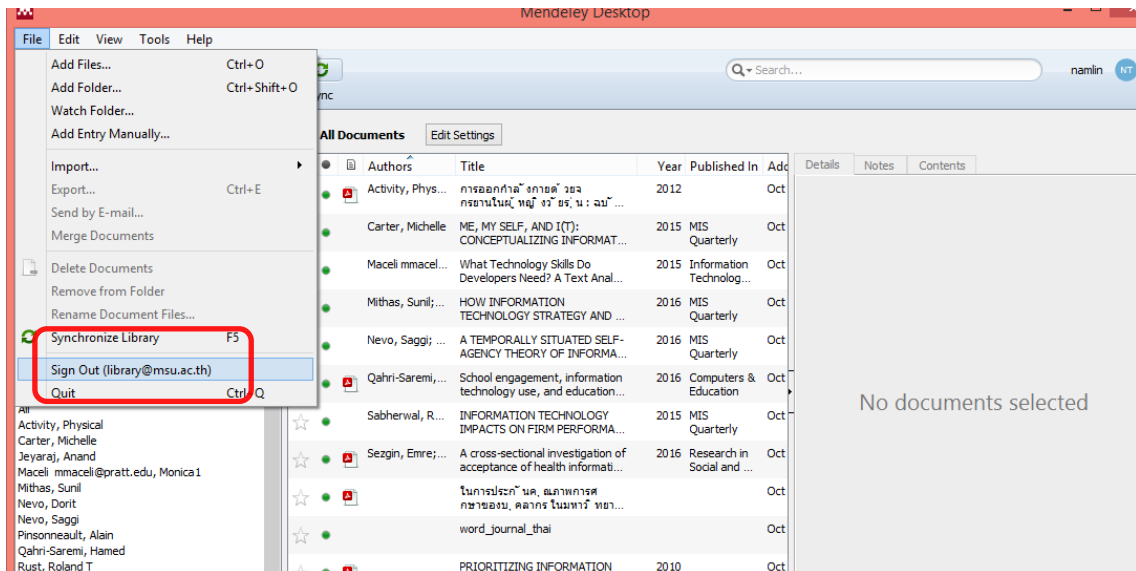 Mendeley Desktop
File Edit View Tools Help
Add Files... Ctrl+O
Add Folder... Ctrl+Shift+O
Watch Folder...
Add Entry Manually...
Import...
Export... Ctrl+E
Send by E-mail...
Merge Documents
Delete Documents
Remove from Folder
Rename Document Files...
Synchronize Library F5
Sign Out (library@msu.ac.th)
Quit Ctrl+Q
All
Activity, Physical
Carter, Michelle
Jeyaraj, Anand
Maceli mmaceli@pratt.edu, Monica1
Mithas, Sunil
Nevo, Dorit
Nevo, Saggi
Pinsonneault, Alain
Qahri-Saremi, Hamed
Rust, Roland T
Search...
namlin NT
All Documents Edit Settings
Authors Title Year Published In
Activity, Phys... 2012 Oct
Carter, Michelle ME, MY SELF, AND I(T): 2015 MIS Oct
CONCEPTUALIZING INFORMAT... Quarterly
Maceli mmacel... What Technology Skills Do 2015 Information Oct
Developers Need? A Text Anal... Technolog...
Mithas, Sunil;... HOW INFORMATION 2016 MIS Oct
TECHNOLOGY STRATEGY AND ... Quarterly
Nevo, Saggi; ... A TEMPORALLY SITUATED SELF- 2016 MIS Oct
AGENCY THEORY OF INFORMA... Quarterly
Qahri-Saremi,... School engagement, information 2016 Computers & Oct
technology use, and education... Education
Sabherwal, R... INFORMATION TECHNOLOGY 2015 MIS Oct
IMPACTS ON FIRM PERFORMA... Quarterly
Sezgin, Emre;... A cross-sectional investigation of 2016 Research in Oct
acceptance of health informati... Social and ...
Oct
word_journal_thai Oct
PRIORITIZING INFORMATION 2010 Oct
Details Notes Contents
No documents selected